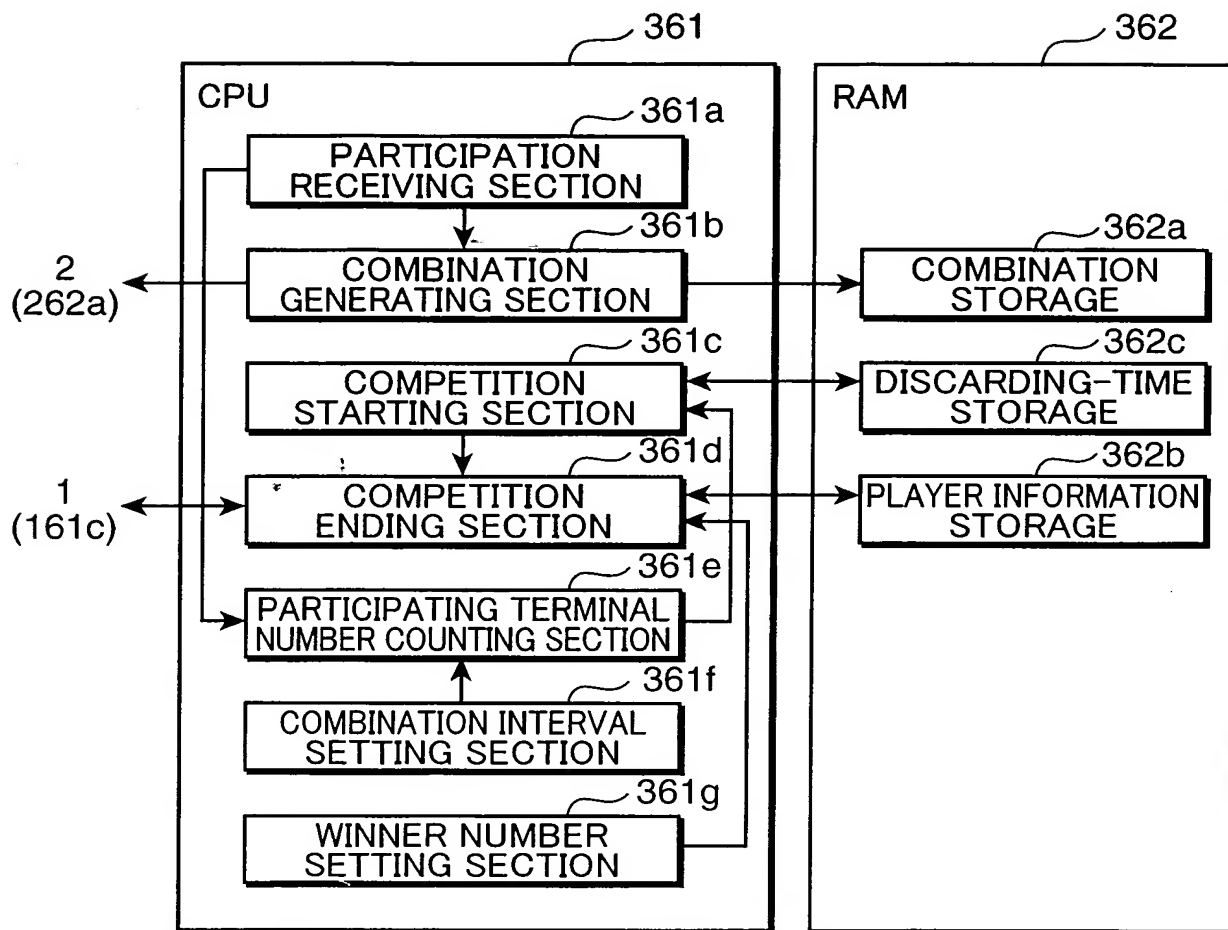 361
362
CPU
RAM
361a
PARTICIPATION
RECEIVING SECTION
361b
362a
2
(262a)
COMBINATION
GENERATING SECTION
COMBINATION
STORAGE
361c
362c
COMPETITION
STARTING SECTION
DISCARDING-TIME
STORAGE
361d
362b
1
(161c)
COMPETITION
ENDING SECTION
PLAYER INFORMATION
STORAGE
361e
PARTICIPATING TERMINAL
NUMBER COUNTING SECTION
361f
COMBINATION INTERVAL
SETTING SECTION
361g
WINNER NUMBER
SETTING SECTION